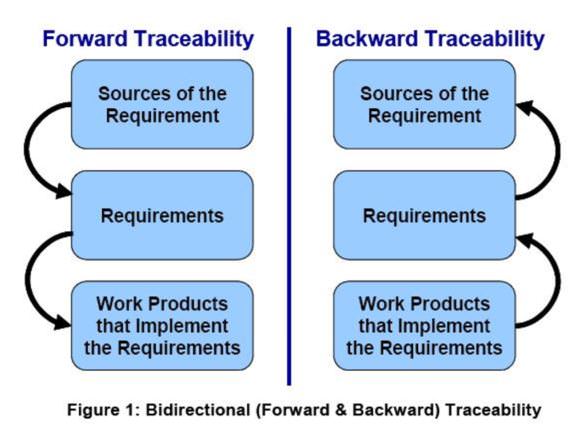 Forward Traceability
Sources of the
Requirement
Requirements
Work Products
that Implement
the Requirements
Backward Traceability
Sources of the
Requirement
Requirements
Work Products
that Implement
the Requirements
Figure 1: Bidirectional (Forward & Backward) Traceability